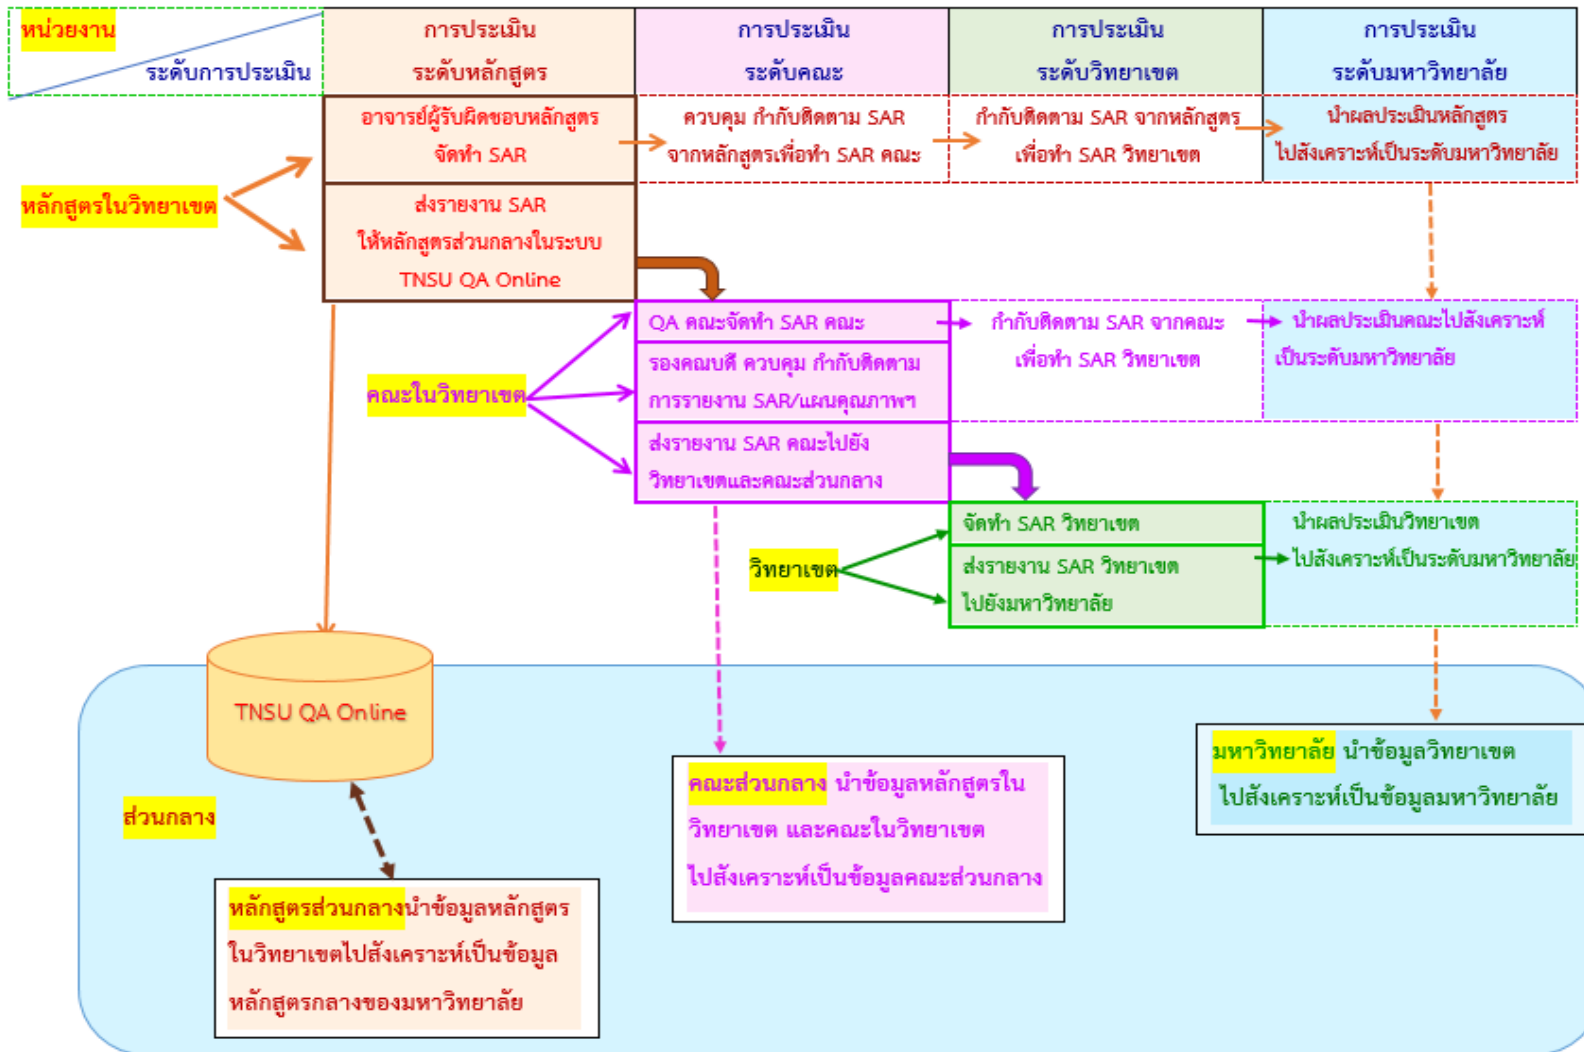 หน่วยงาน
ระดับการประเมิน
การประเมิน
ระดับหลักสูตร
การประเมิน
ระดับคณะ
การประเมิน
ระดับวิทยาเขต
การประเมิน
ระดับมหาวิทยาลัย
หลักสูตรในวิทยาเขต
อาจารย์ผู้รับผิดชอบหลักสูตร
จัดทำ SAR
ควบคุม กำกับติดตาม SAR
จากหลักสูตรเพื่อทำ SAR คณะ
กำกับติดตาม SAR จากหลักสูตร
เพื่อทำ SAR วิทยาเขต
นำผลประเมินหลักสูตร
ไปสังเคราะห์เป็นระดับมหาวิทยาลัย
ส่งรายงาน SAR
ให้หลักสูตรส่วนกลางในระบบ
TNSU QA Online
คณะในวิทยาเขต
QA คณะจัดทำ SAR คณะ
กำกับติดตาม SAR จากคณะ
เพื่อทำ SAR วิทยาเขต
นำผลประเมินคณะไปสังเคราะห์
เป็นระดับมหาวิทยาลัย
รองคณบดี ควบคุม กำกับติดตาม
การรายงาน SAR/แผนคุณภาพฯ
ส่งรายงาน SAR คณะไปยัง
วิทยาเขตและคณะส่วนกลาง
วิทยาเขต
จัดทำ SAR วิทยาเขต
ส่งรายงาน SAR วิทยาเขต
ไปยังมหาวิทยาลัย
นำผลประเมินวิทยาเขต
ไปสังเคราะห์เป็นระดับมหาวิทยาลัย
TNSU QA Online
ส่วนกลาง
หลักสูตรส่วนกลางนำข้อมูลหลักสูตร
ในวิทยาเขตไปสังเคราะห์เป็นข้อมูล
หลักสูตรกลางของมหาวิทยาลัย
คณะส่วนกลาง นำข้อมูลหลักสูตรใน
วิทยาเขต และคณะในวิทยาเขต
ไปสังเคราะห์เป็นข้อมูลคณะส่วนกลาง
มหาวิทยาลัย นำข้อมูลวิทยาเขต
ไปสังเคราะห์เป็นข้อมูลมหาวิทยาลัย